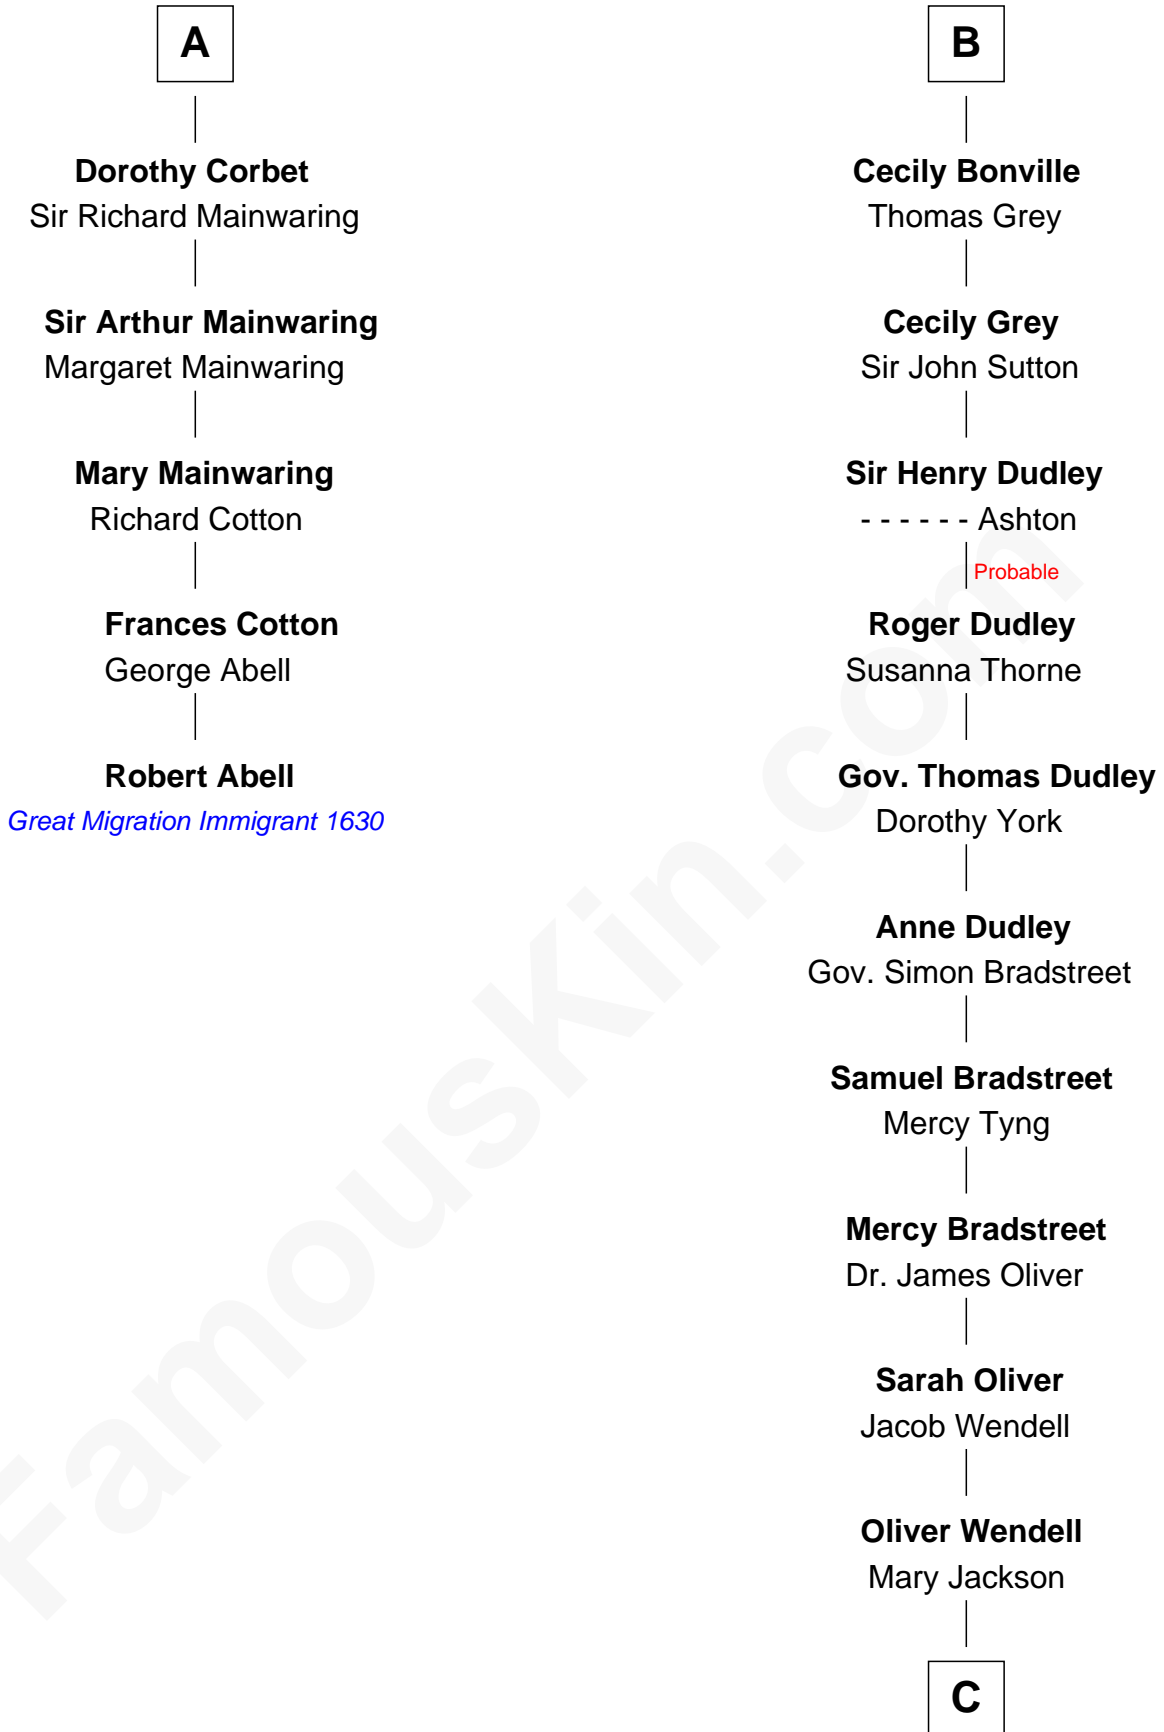 A
Dorothy Corbet
Sir Richard Mainwaring
Sir Arthur Mainwaring
Margaret Mainwaring
Mary Mainwaring
Richard Cotton
Frances Cotton
George Abell
Robert Abell
Great Migration Immigrant 1630
B
Cecily Bonville
Thomas Grey
Cecily Grey
Sir John Sutton
Sir Henry Dudley
- - - - - - Ashton
Probable
Roger Dudley
Susanna Thorne
Gov. Thomas Dudley
Dorothy York
Anne Dudley
Gov. Simon Bradstreet
Samuel Bradstreet
Mercy Tyng
Mercy Bradstreet
Dr. James Oliver
Sarah Oliver
Jacob Wendell
Oliver Wendell
Mary Jackson
C
FamousKin.com